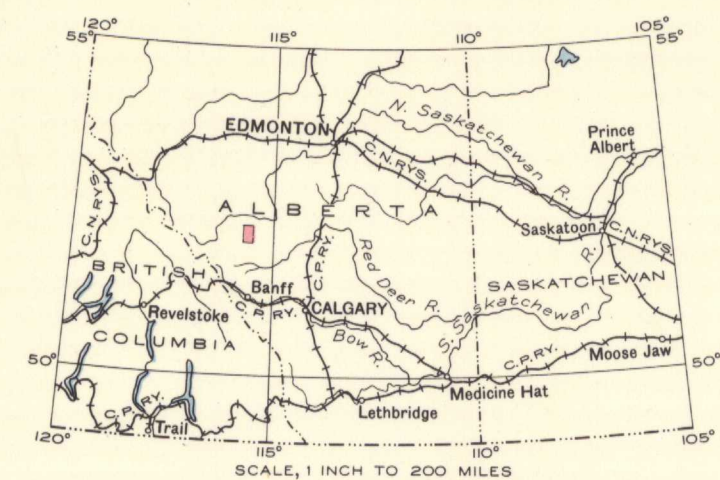 120°
115°
110°
105°
55°
55°
N. Saskatchewan R.
EDMONTON
Prince
Albert
C.N.RYS.
C.N.RYS.
ALBERTA
Saskatoon
C.N.RYS.
C.P.RY.
Red Deer R.
BRITISH
Banff
SASKATCHEWAN
C.P.RY.
CALGARY
S. Saskatchewan R.
Revelstoke
COLUMBIA
Bow R.
Moose Jaw
50°
C.P.RY.
50°
Medicine Hat
C.P.RY.
Lethbridge
Trail
120°
115°
110°
105°
SCALE, 1 INCH TO 200 MILES